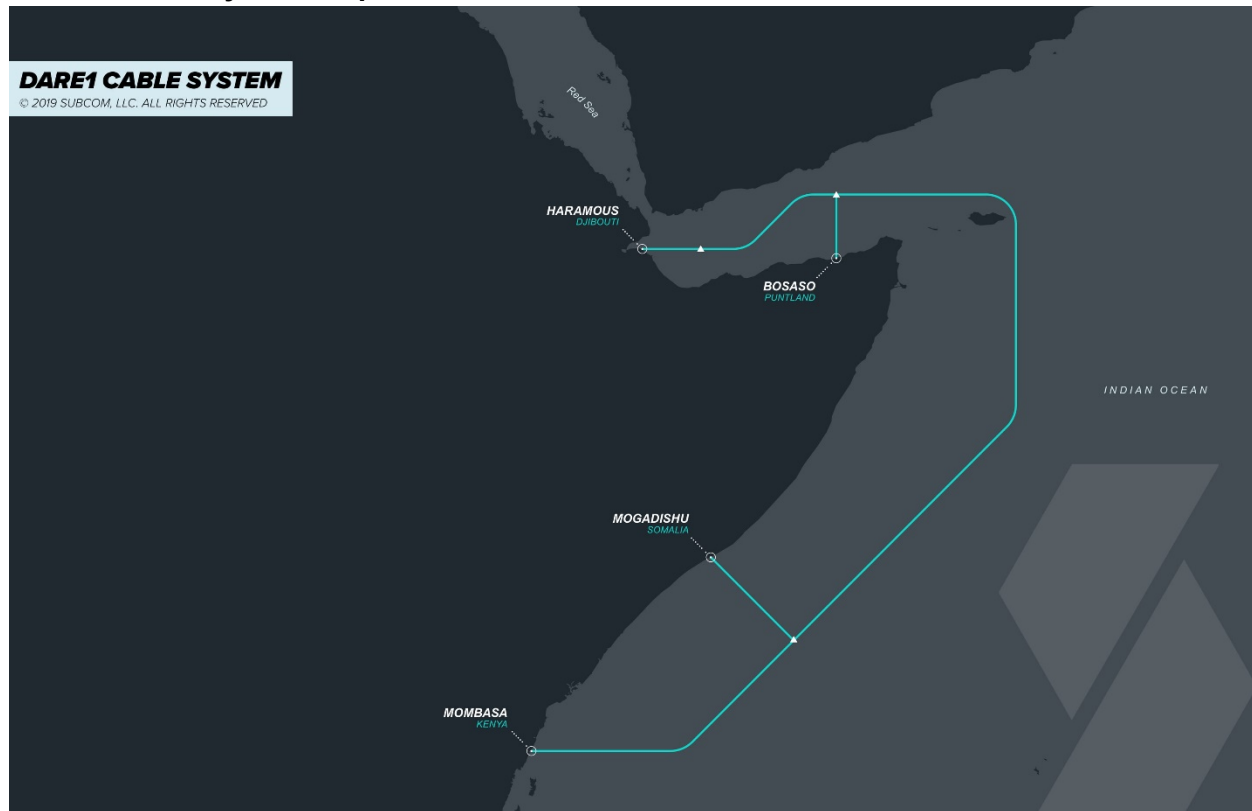 DARE1 CABLE SYSTEM
© 2019 SUBCOM, LLC. ALL RIGHTS RESERVED
Red Sea
HARAMOUS
DJIBOUTI
BOSASO
PUNTLAND
INDIAN OCEAN
MOGADISHU
SOMALIA
MOMBASA
KENYA